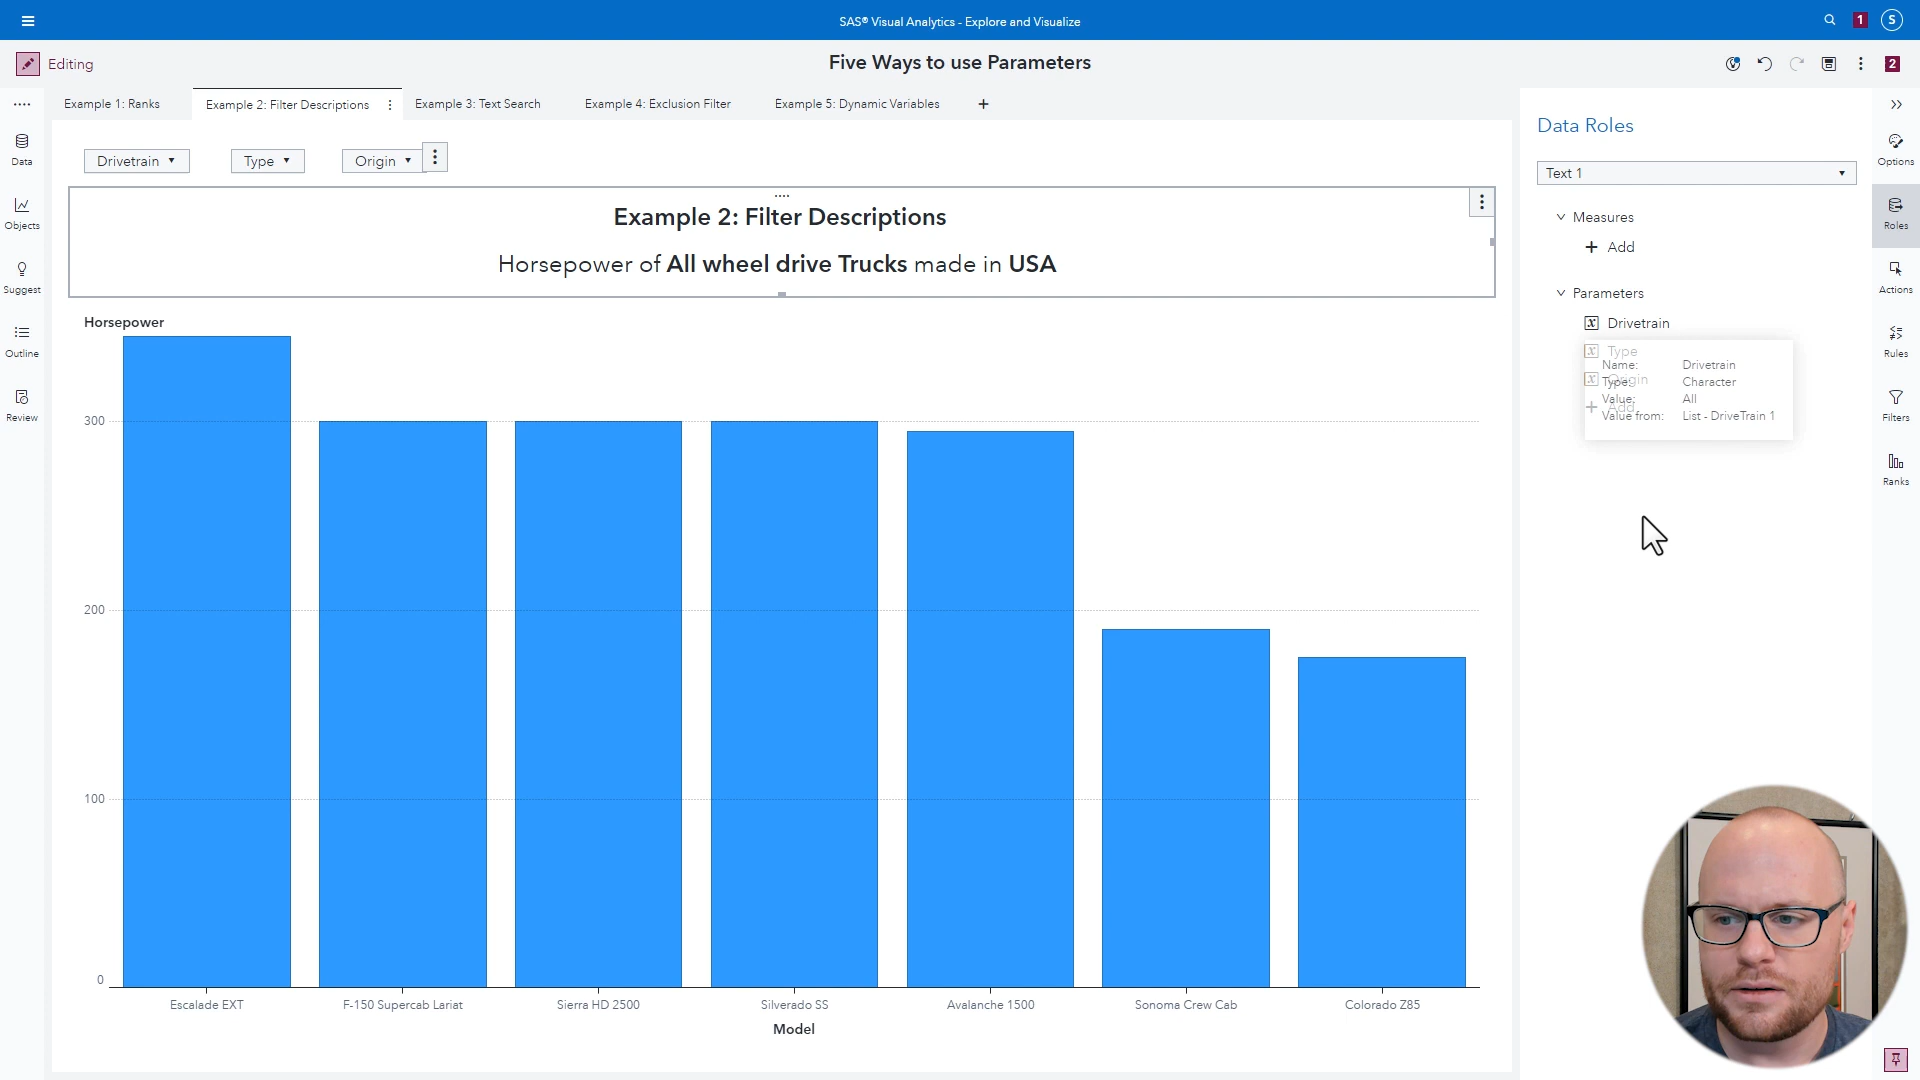 SAS® Visual Analytics - Explore and Visualize
1
S
Editing
Five Ways to use Parameters
2
Example 1: Ranks
Example 2: Filter Descriptions
Example 3: Text Search
Example 4: Exclusion Filter
Example 5: Dynamic Variables
Data
Objects
Suggest
Outline
Review
Drivetrain
Type
Origin
Example 2: Filter Descriptions
Horsepower of All wheel drive Trucks made in USA
Horsepower
300
200
100
0
Escalade EXT
F-150 Supercab Lariat
Sierra HD 2500
Silverado SS
Avalanche 1500
Sonoma Crew Cab
Colorado Z85
Model
Data Roles
Text 1
Measures
Add
Parameters
Drivetrain
Type
Origin
Add
Name: Drivetrain
Type: Character
Value: All
Value from: List - DriveTrain 1
Options
Roles
Actions
Rules
Filters
Ranks